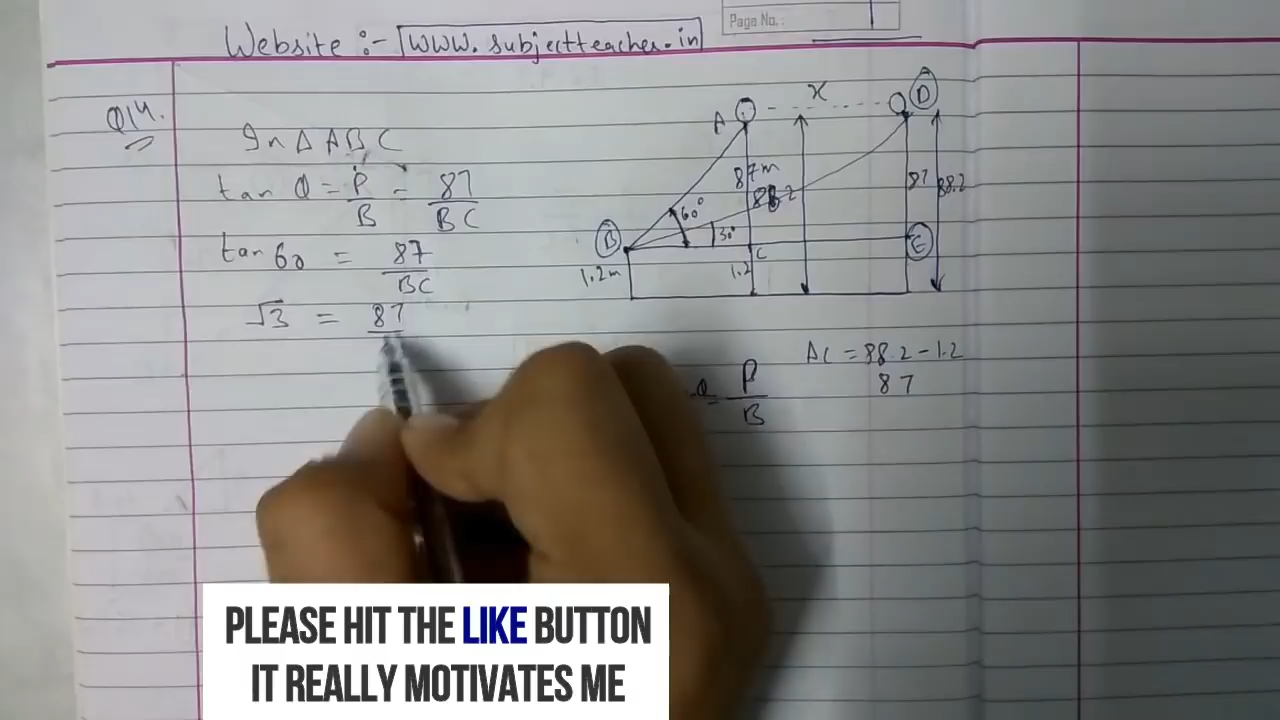 Page No. :
Website :- www.subjectteacher.in
Q14.
In Δ ABC
tan θ = P/B = 87/BC
tan 60 = 87/BC
√3 = 87
A
x
D
87m
88.2
87
88.2
60°
30°
B
C
E
1.2m
1.2
AC = 88.2 - 1.2
87
θ = P/B
PLEASE HIT THE LIKE BUTTON
IT REALLY MOTIVATES ME